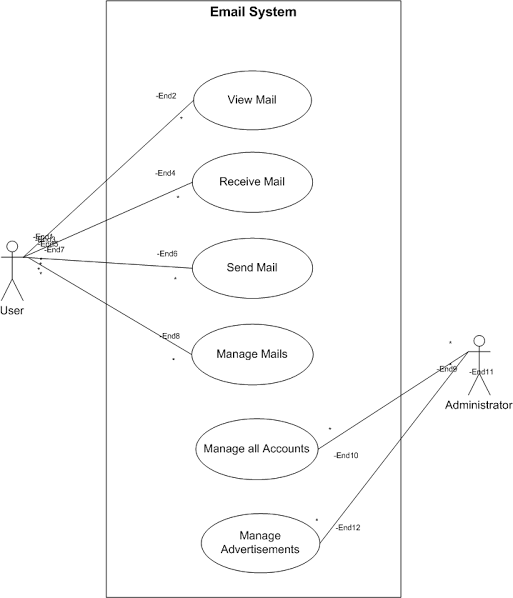 Email System
-End2
View Mail
*
-End4
Receive Mail
*
-End1
-End7
-End6
Send Mail
*
*
*
*
User
-End8
Manage Mails
*
*
*
-End9
-End11
Administrator
*
Manage all Accounts
-End10
*
-End12
Manage
Advertisements